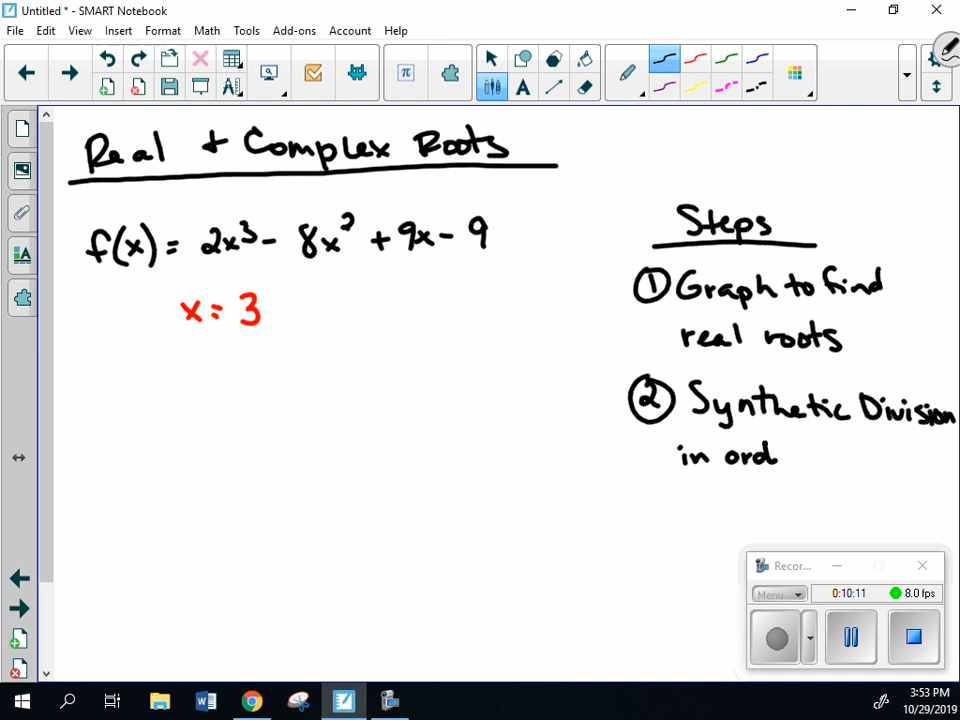 Untitled * - SMART Notebook
File Edit View Insert Format Math Tools Add-ons Account Help
Real + Complex Roots
f(x) = 2x³ - 8x² + 9x - 9
x = 3
Steps
① Graph to find
real roots
② Synthetic Division
in ord
Recor...
Menu
0:10:11
8.0 fps
3:53 PM
10/29/2019